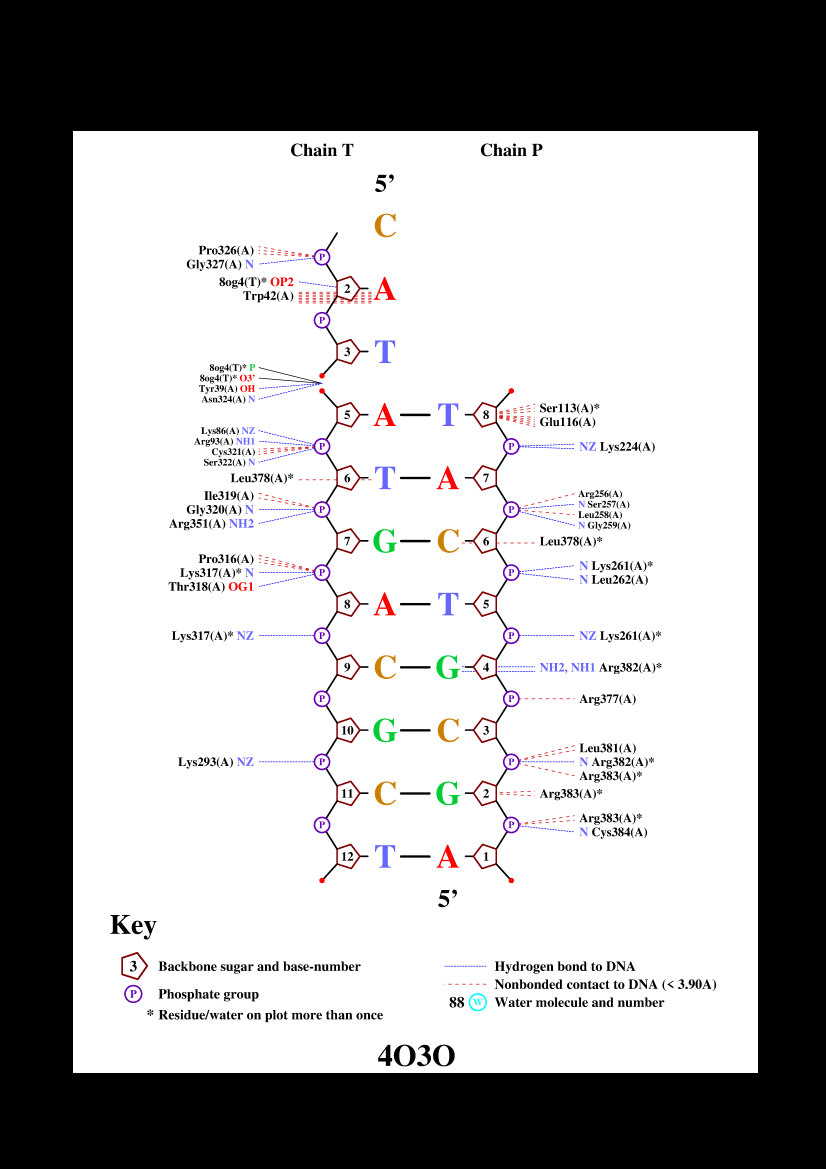 Chain T Chain P
5’
C
P
Pro326(A)
Gly327(A) N
8og4(T)* OP2
Trp42(A)
2 A
P
3 T
8og4(T)* P
8og4(T)* O3'
Tyr39(A) OH
Asn324(A) N
5 A T 8
Ser113(A)*
Glu116(A)
Lys86(A) NZ
Arg93(A) NH1
Cys321(A)
Ser322(A) N
P P
NZ Lys224(A)
Leu378(A)*
6 T A 7
Ile319(A)
Gly320(A) N
Arg351(A) NH2
P P
Arg256(A)
N Ser257(A)
Leu258(A)
N Gly259(A)
7 G C 6
Leu378(A)*
Pro316(A)
Lys317(A)* N
Thr318(A) OG1
P P
N Lys261(A)*
N Leu262(A)
8 A T 5
Lys317(A)* NZ P P NZ Lys261(A)*
9 C G 4 NH2, NH1 Arg382(A)*
P P Arg377(A)
10 G C 3
Lys293(A) NZ P P
Leu381(A)
N Arg382(A)*
Arg383(A)*
11 C G 2 Arg383(A)*
P P
Arg383(A)*
N Cys384(A)
12 T A 1
5’
Key
3 Backbone sugar and base-number
P Phosphate group
* Residue/water on plot more than once
Hydrogen bond to DNA
Nonbonded contact to DNA (< 3.90A)
88 W Water molecule and number
4O3O